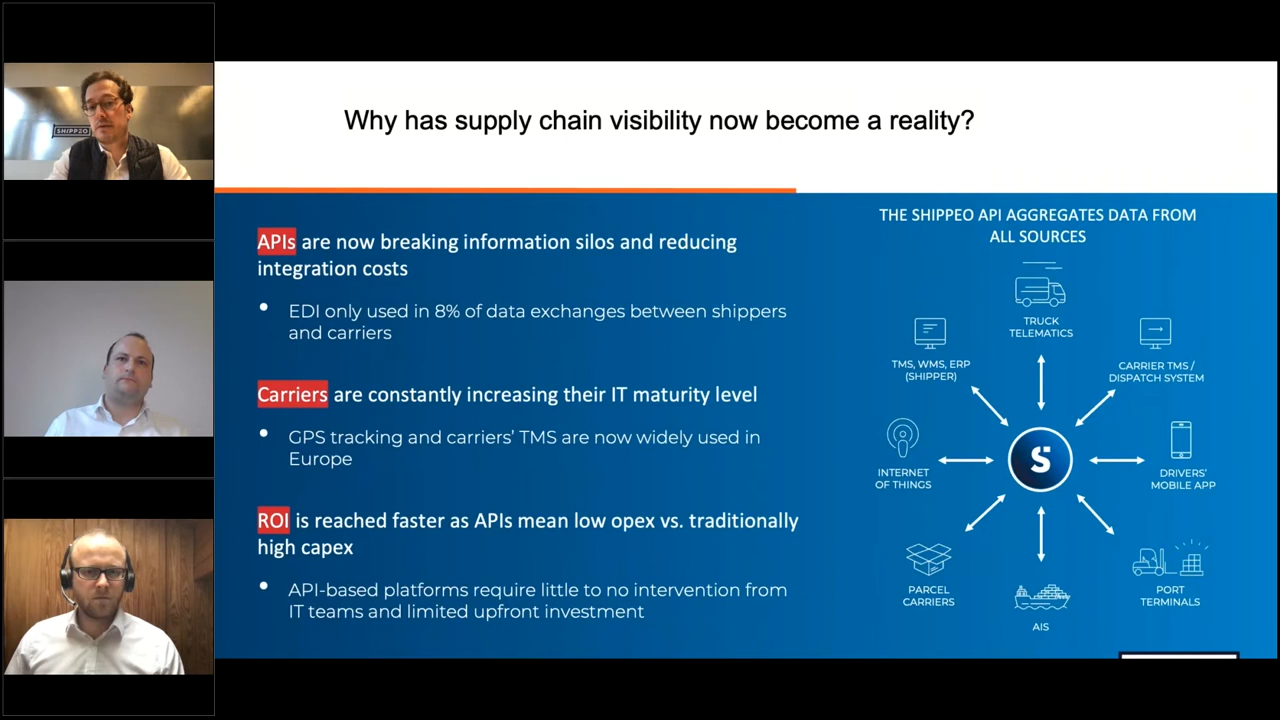 SHIPPEO
Why has supply chain visibility now become a reality?
APIs are now breaking information silos and reducing
integration costs
• EDI only used in 8% of data exchanges between shippers
and carriers
Carriers are constantly increasing their IT maturity level
• GPS tracking and carriers’ TMS are now widely used in
Europe
ROI is reached faster as APIs mean low opex vs. traditionally
high capex
• API-based platforms require little to no intervention from
IT teams and limited upfront investment
THE SHIPPEO API AGGREGATES DATA FROM
ALL SOURCES
TRUCK
TELEMATICS
TMS, WMS, ERP
(SHIPPER)
CARRIER TMS /
DISPATCH SYSTEM
INTERNET
OF THINGS
S
DRIVERS’
MOBILE APP
PARCEL
CARRIERS
AIS
PORT
TERMINALS